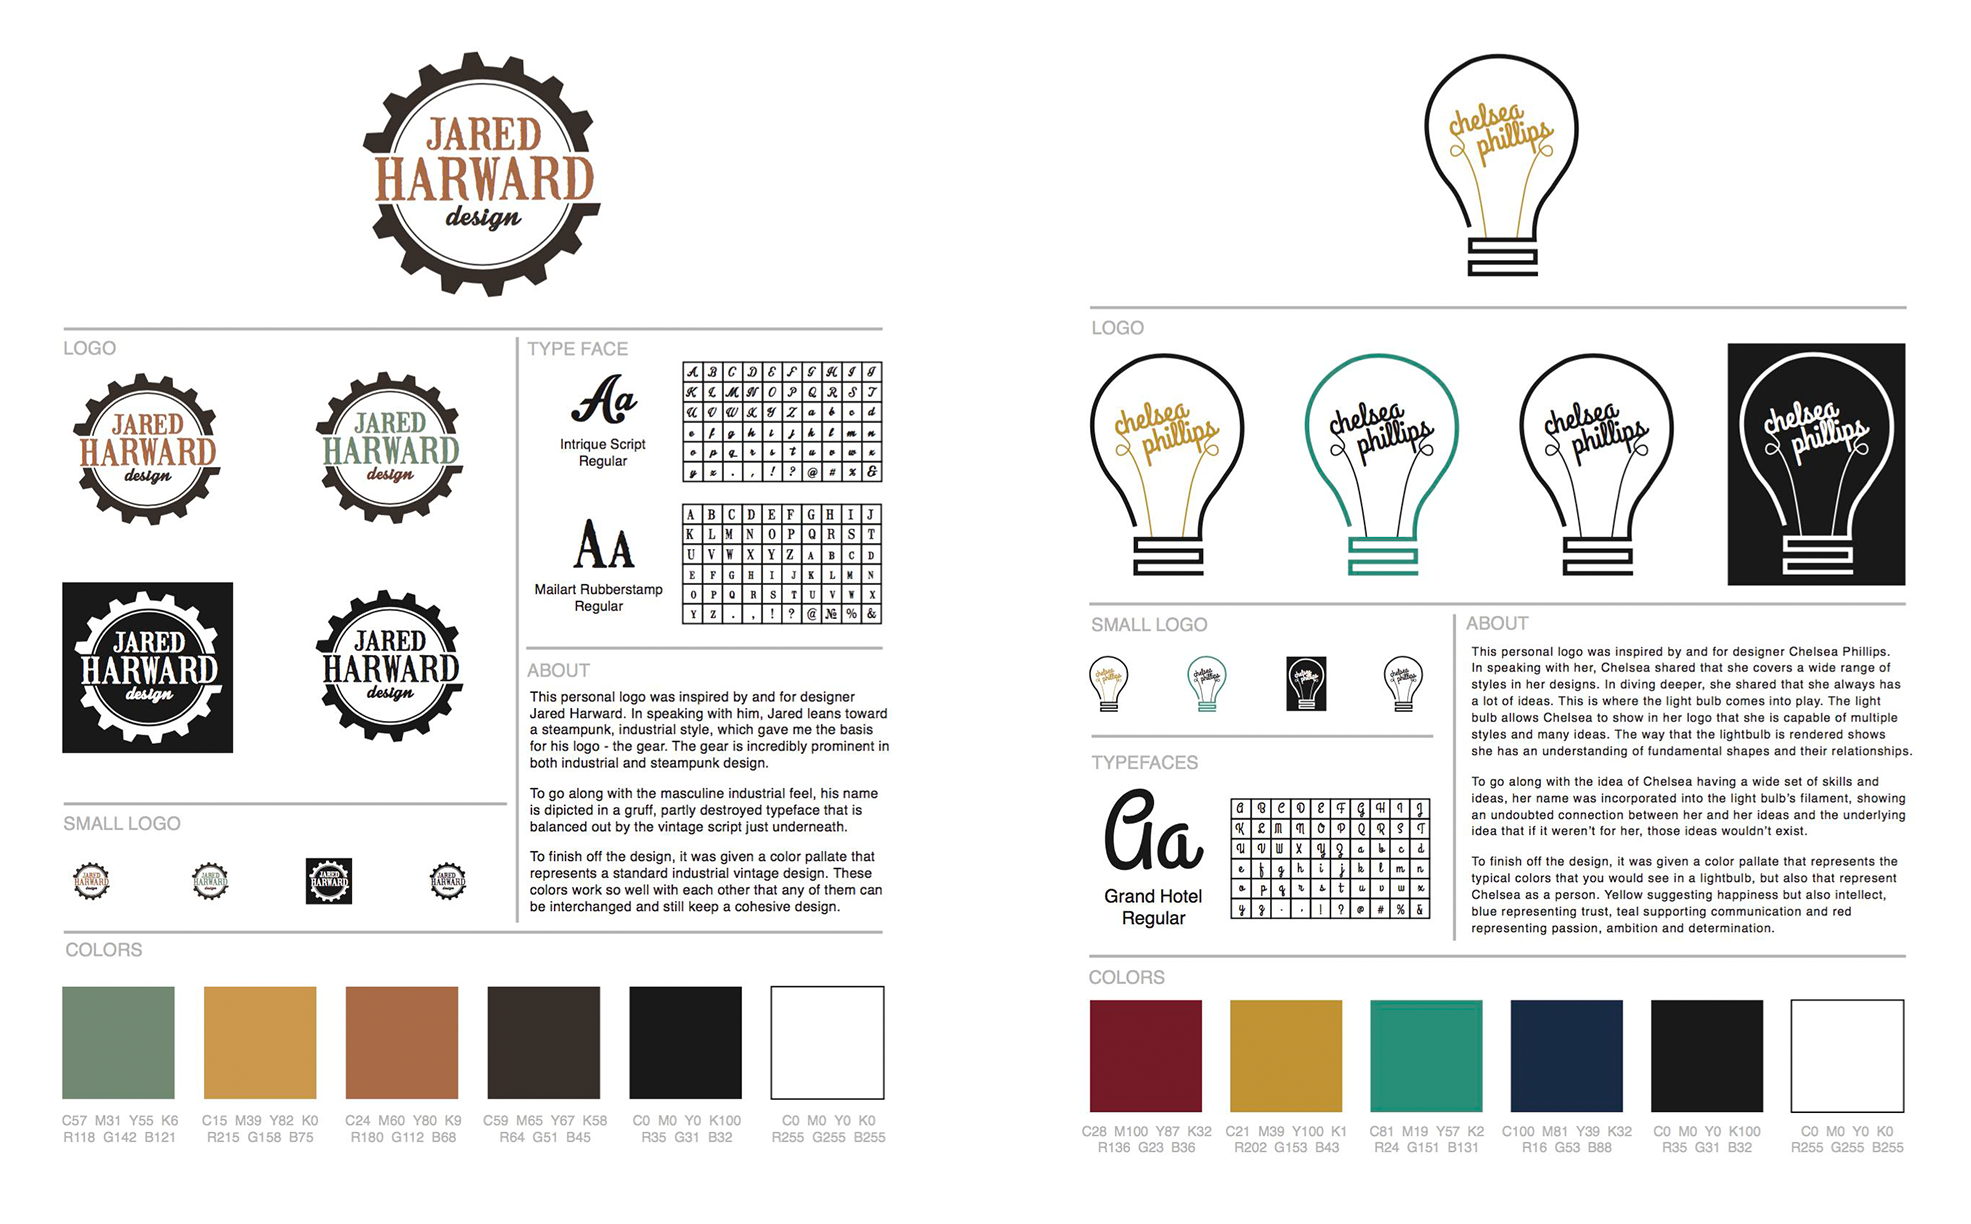 JARED
HARWARD
design
LOGO
JARED
HARWARD
design
JARED
HARWARD
design
JARED
HARWARD
design
JARED
HARWARD
design
SMALL LOGO
JARED
HARWARD
design
JARED
HARWARD
design
JARED
HARWARD
design
JARED
HARWARD
design
TYPE FACE
Aa
Intrique Script
Regular
A B C D E F G H I J
K L M N O P Q R S T
U V W X Y Z a b c d
e f g h i j k l m n
o p q r s t u v w x
y z . , ! ? @ # % &
AA
Mailart Rubberstamp
Regular
A B C D E F G H I J
K L M N O P Q R S T
U V W X Y Z A B C D
E F G H I J K L M N
O P Q R S T U V W X
Y Z . , ! ? @ № % &
ABOUT
This personal logo was inspired by and for designer
Jared Harward. In speaking with him, Jared leans toward
a steampunk, industrial style, which gave me the basis
for his logo - the gear. The gear is incredibly prominent in
both industrial and steampunk design.
To go along with the masculine industrial feel, his name
is dipicted in a gruff, partly destroyed typeface that is
balanced out by the vintage script just underneath.
To finish off the design, it was given a color pallate that
represents a standard industrial vintage design. These
colors work so well with each other that any of them can
be interchanged and still keep a cohesive design.
COLORS
C57 M31 Y55 K6
R118 G142 B121
C15 M39 Y82 K0
R215 G158 B75
C24 M60 Y80 K9
R180 G112 B68
C59 M65 Y67 K58
R64 G51 B45
C0 M0 Y0 K100
R35 G31 B32
C0 M0 Y0 K0
R255 G255 B255
chelsea
phillips
LOGO
chelsea
phillips
chelsea
phillips
chelsea
phillips
chelsea
phillips
SMALL LOGO
chelsea
phillips
chelsea
phillips
chelsea
phillips
chelsea
phillips
TYPEFACES
Aa
Grand Hotel
Regular
A B C D E F G H I J
K L M N O P Q R S T
U V W X Y Z a b c d
e f g h i j k l m n
o p q r s t u v w x
y z . . ! ? @ # % &
ABOUT
This personal logo was inspired by and for designer Chelsea Phillips.
In speaking with her, Chelsea shared that she covers a wide range of
styles in her designs. In diving deeper, she shared that she always has
a lot of ideas. This is where the light bulb comes into play. The light
bulb allows Chelsea to show in her logo that she is capable of multiple
styles and many ideas. The way that the lightbulb is rendered shows
she has an understanding of fundamental shapes and their relationships.
To go along with the idea of Chelsea having a wide set of skills and
ideas, her name was incorporated into the light bulb's filament, showing
an undoubted connection between her and her ideas and the underlying
idea that if it weren't for her, those ideas wouldn't exist.
To finish off the design, it was given a color pallate that represents the
typical colors that you would see in a lightbulb, but also that represent
Chelsea as a person. Yellow suggesting happiness but also intellect,
blue representing trust, teal supporting communication and red
representing passion, ambition and determination.
COLORS
C28 M100 Y87 K32
R136 G23 B36
C21 M39 Y100 K1
R202 G153 B43
C81 M19 Y57 K2
R24 G151 B131
C100 M81 Y39 K32
R16 G53 B88
C0 M0 Y0 K100
R35 G31 B32
C0 M0 Y0 K0
R255 G255 B255